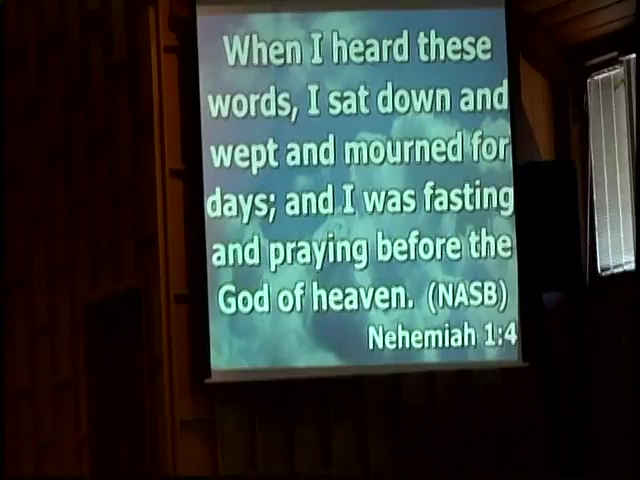 When I heard these
words, I sat down and
wept and mourned for
days; and I was fasting
and praying before the
God of heaven. (NASB)
Nehemiah 1:4